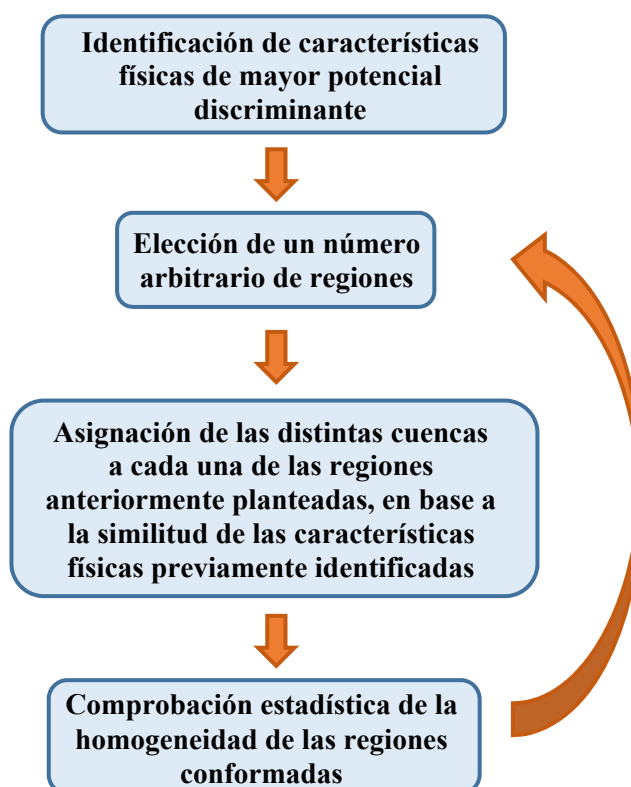 Identificación de características
físicas de mayor potencial
discriminante
Elección de un número
arbitrario de regiones
Asignación de las distintas cuencas
a cada una de las regiones
anteriormente planteadas, en base a
la similitud de las características
físicas previamente identificadas
Comprobación estadística de la
homogeneidad de las regiones
conformadas